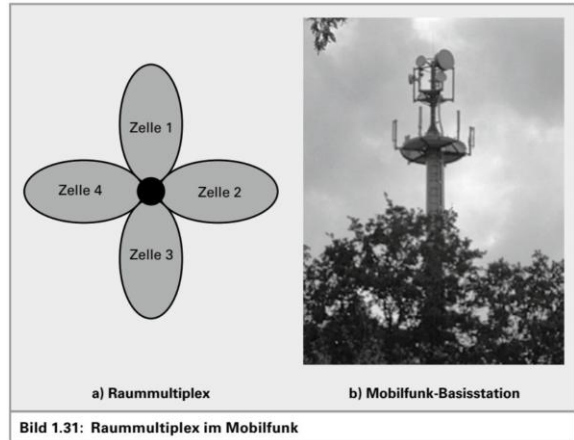 Zelle 1
Zelle 4
Zelle 2
Zelle 3
a) Raummultiplex
b) Mobilfunk-Basisstation
Bild 1.31: Raummultiplex im Mobilfunk